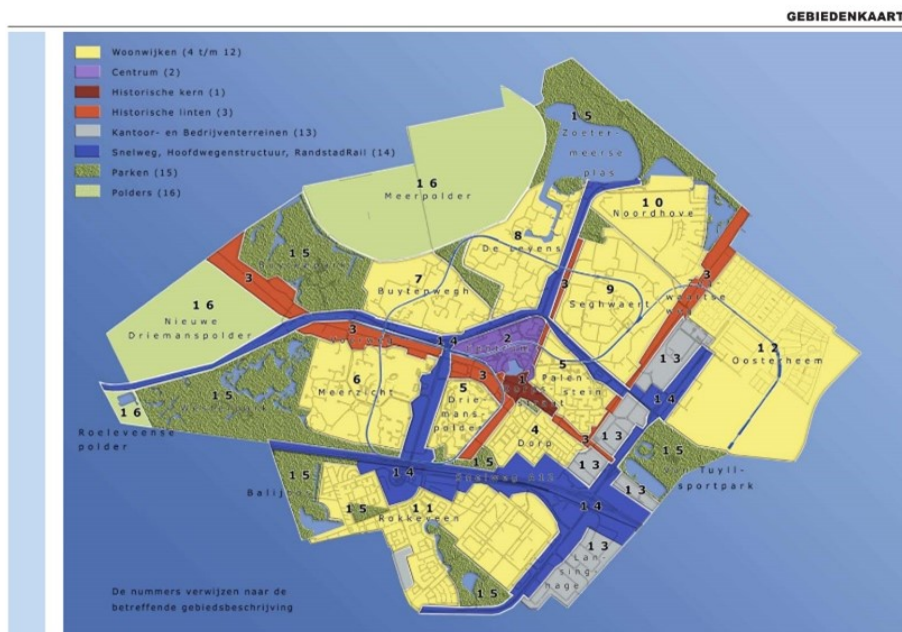 GEBIEDENKAART
Woonwijken (4 t/m 12)
Centrum (2)
Historische kern (1)
Historische linten (3)
Kantoor- en Bedrijventerreinen (13)
Snelweg, Hoofdwegenstructuur, RandstadRail (14)
Parken (15)
Polders (16)
15
Zoeter-
meerse
plas
16
Meerpolder
10
Noordhove
8
De Leyens
15
3
7
Buytenwegh
3
9
Seghwaert
3
16
Nieuwe
Driemanspolder
3
14
2
13
12
Oosterheem
15
6
Meerzicht
3
1
5
Palen
stein
5
Drie-
mans-
polder
14
16
Roeleveense
polder
4
Dorp
3
13
13
15
Tuyll-
sportpark
15
Balij
14
15
Snelweg A12
13
14
15
11
Rokkeveen
13
Lan-
singh-
hage
15
De nummers verwijzen naar de
betreffende gebiedsbeschrijving